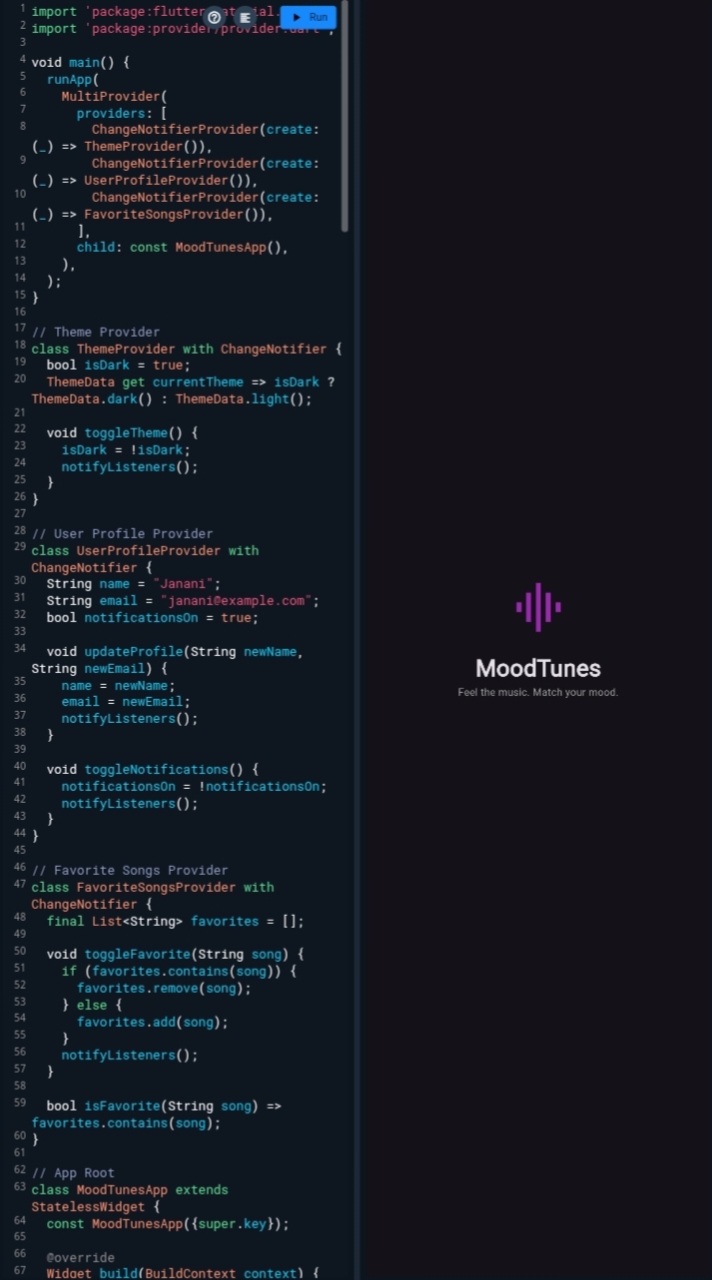 1 import 'package:flutter
Run
2 import 'package:provider/provider.dart';
3
4 void main() {
5 runApp(
6 MultiProvider(
7 providers: [
8 ChangeNotifierProvider(create:
(_) => ThemeProvider()),
9 ChangeNotifierProvider(create:
(_) => UserProfileProvider()),
10 ChangeNotifierProvider(create:
(_) => FavoriteSongsProvider()),
11 ],
12 child: const MoodTunesApp(),
13 ),
14 );
15 }
16
17 // Theme Provider
18 class ThemeProvider with ChangeNotifier {
19 bool isDark = true;
20 ThemeData get currentTheme => isDark ?
ThemeData.dark() : ThemeData.light();
21
22 void toggleTheme() {
23 isDark = !isDark;
24 notifyListeners();
25 }
26 }
27
28 // User Profile Provider
29 class UserProfileProvider with
ChangeNotifier {
30 String name = "Janani";
31 String email = "janani@example.com";
32 bool notificationsOn = true;
33
34 void updateProfile(String newName,
String newEmail) {
35 name = newName;
36 email = newEmail;
37 notifyListeners();
38 }
39
40 void toggleNotifications() {
41 notificationsOn = !notificationsOn;
42 notifyListeners();
43 }
44 }
45
46 // Favorite Songs Provider
47 class FavoriteSongsProvider with
ChangeNotifier {
48 final List<String> favorites = [];
49
50 void toggleFavorite(String song) {
51 if (favorites.contains(song)) {
52 favorites.remove(song);
53 } else {
54 favorites.add(song);
55 }
56 notifyListeners();
57 }
58
59 bool isFavorite(String song) =>
favorites.contains(song);
60 }
61
62 // App Root
63 class MoodTunesApp extends
StatelessWidget {
64 const MoodTunesApp({super.key});
65
66 @override
67 Widget build(BuildContext context) {
MoodTunes
Feel the music. Match your mood.